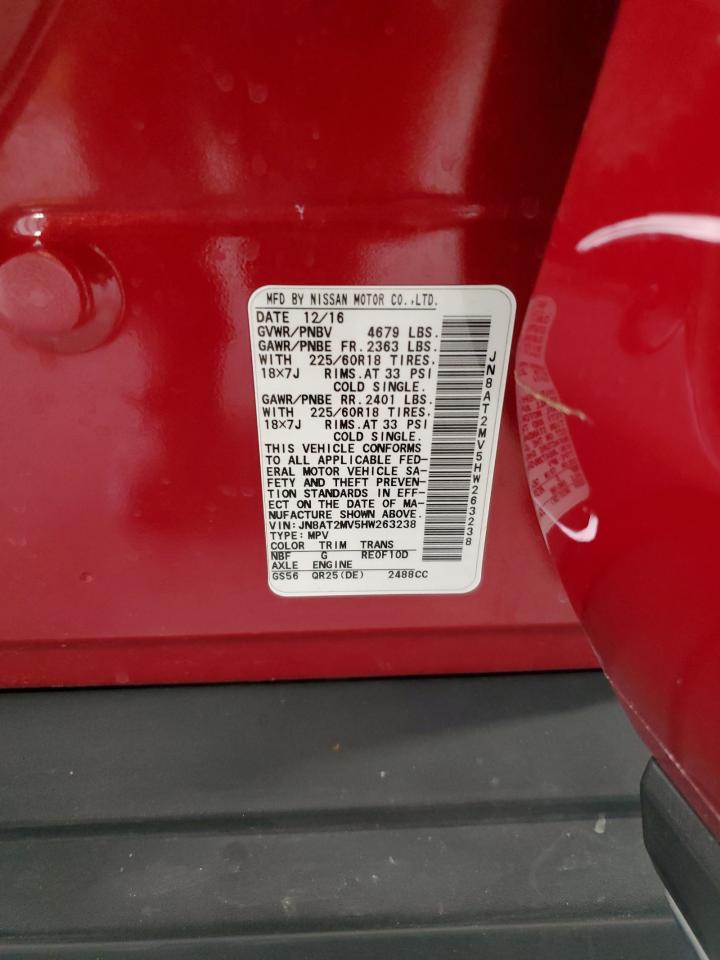 MFD BY NISSAN MOTOR CO.,LTD.
DATE 12/16
GVWR/PNBV 4679 LBS.
GAWR/PNBE FR. 2363 LBS.
WITH 225/60R18 TIRES.
18×7J RIMS.AT 33 PSI
COLD SINGLE.
GAWR/PNBE RR. 2401 LBS.
WITH 225/60R18 TIRES.
18×7J RIMS.AT 33 PSI
COLD SINGLE.
THIS VEHICLE CONFORMS
TO ALL APPLICABLE FED-
ERAL MOTOR VEHICLE SA-
FETY AND THEFT PREVEN-
TION STANDARDS IN EFF-
ECT ON THE DATE OF MA-
NUFACTURE SHOWN ABOVE.
VIN:JN8AT2MV5HW263238
TYPE:MPV
COLOR TRIM TRANS
NBF G RE0F10D
AXLE ENGINE
GS56 QR25(DE) 2488CC
JN8AT2MV5HW263238